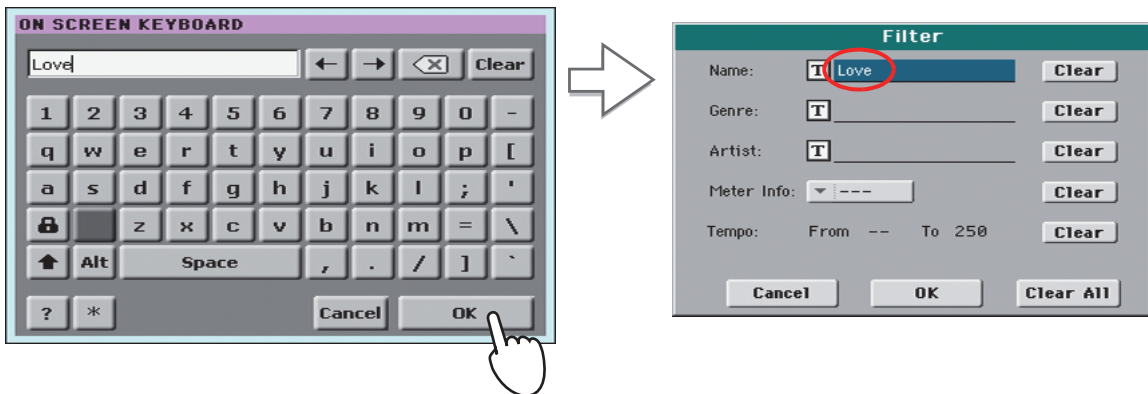 ON SCREEN KEYBOARD
Love
← → Clear
1 2 3 4 5 6 7 8 9 0 -
q w e r t y u i o p [
a s d f g h j k l ; '
z x c v b n m = \
Alt Space , . / ] `
? * Cancel OK
Filter
Name: T Love Clear
Genre: T Clear
Artist: T Clear
Meter Info: --- Clear
Tempo: From -- To 250 Clear
Cancel OK Clear All